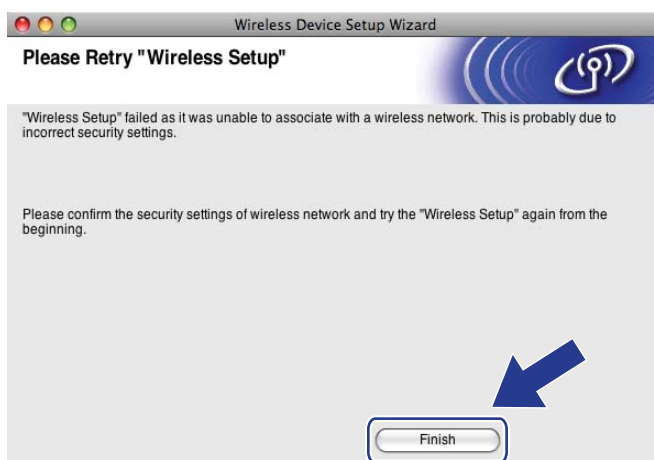 Wireless Device Setup Wizard
Please Retry "Wireless Setup"
"Wireless Setup" failed as it was unable to associate with a wireless network. This is probably due to
incorrect security settings.
Please confirm the security settings of wireless network and try the "Wireless Setup" again from the
beginning.
Finish